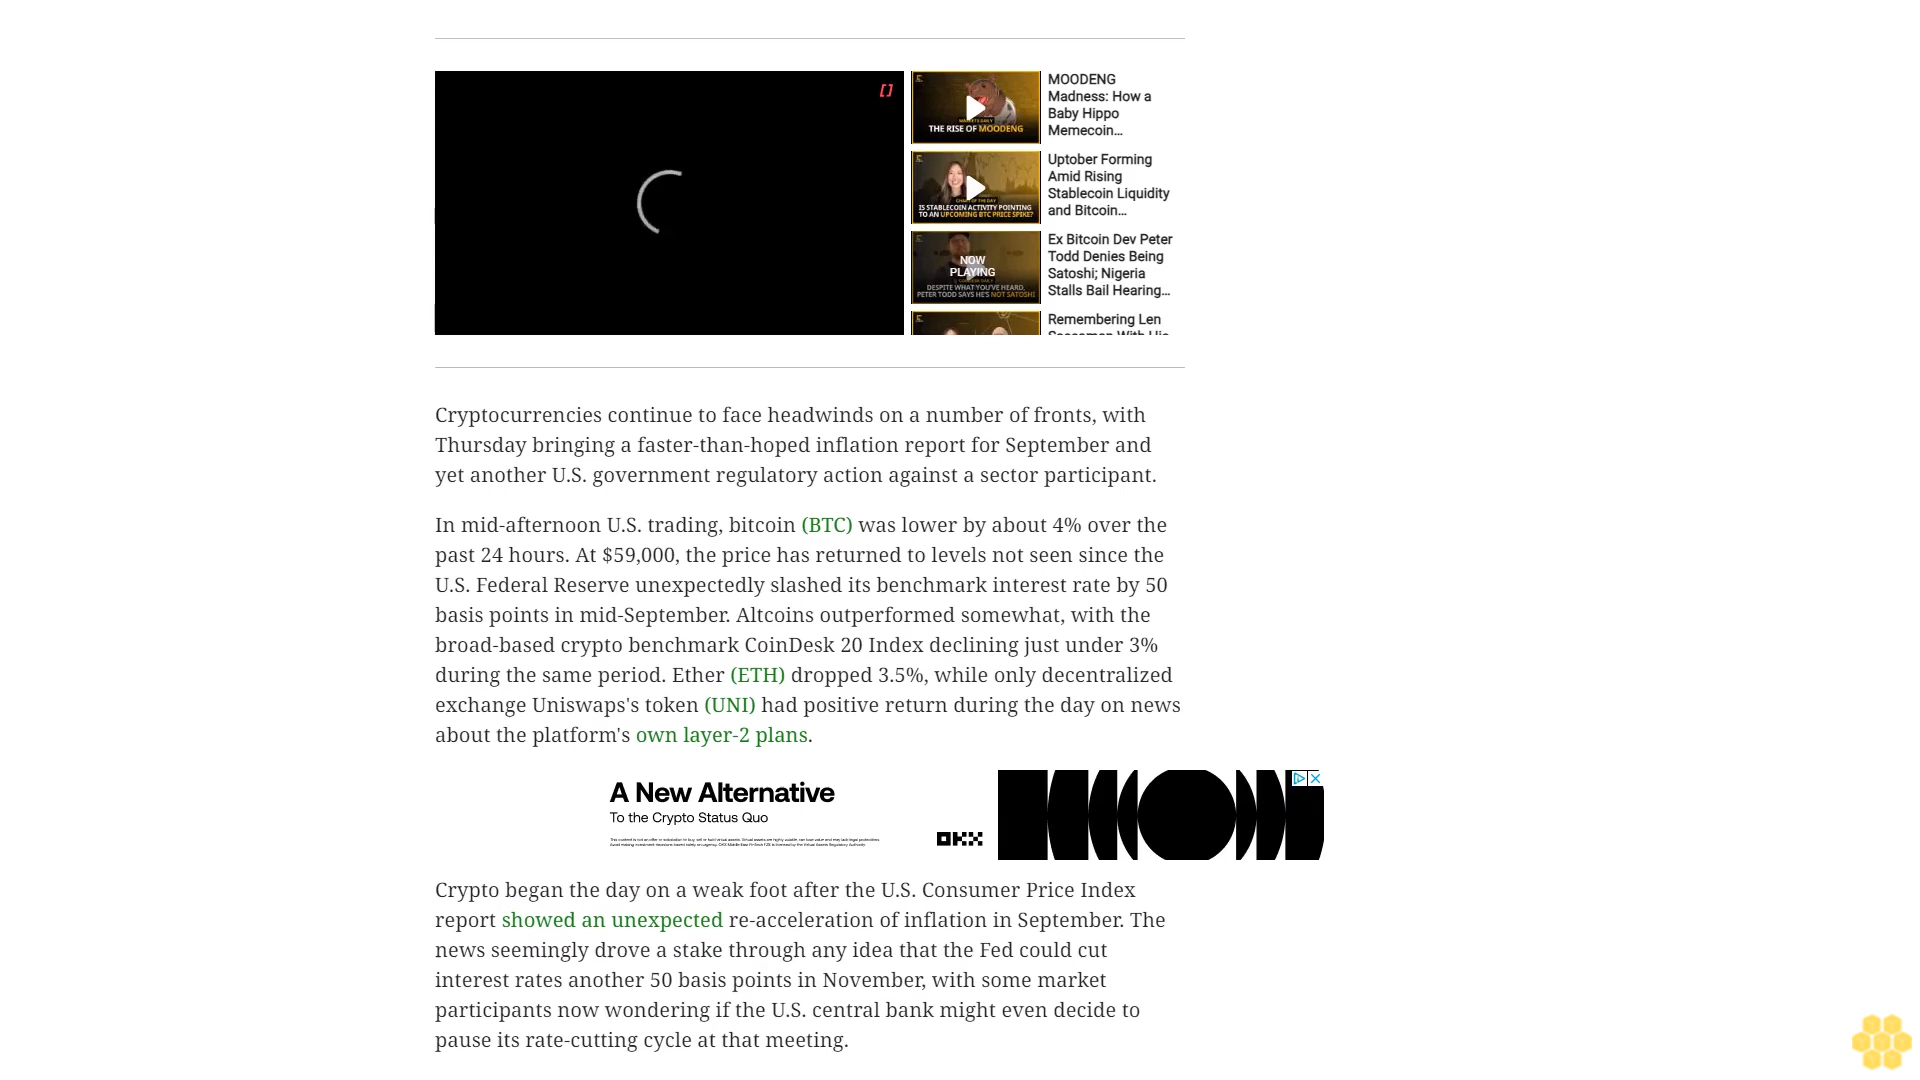 []
THE RISE OF MOODENG
MOODENG
Madness: How a
Baby Hippo
Memecoin...
CHART OF THE DAY
IS STABLECOIN ACTIVITY POINTING
TO AN UPCOMING BTC PRICE SPIKE?
Uptober Forming
Amid Rising
Stablecoin Liquidity
and Bitcoin...
NOW
PLAYING
DESPITE WHAT YOU'VE HEARD,
PETER TODD SAYS HE'S NOT SATOSHI
Ex Bitcoin Dev Peter
Todd Denies Being
Satoshi; Nigeria
Stalls Bail Hearing...
Remembering Len
Cryptocurrencies continue to face headwinds on a number of fronts, with
Thursday bringing a faster-than-hoped inflation report for September and
yet another U.S. government regulatory action against a sector participant.
In mid-afternoon U.S. trading, bitcoin (BTC) was lower by about 4% over the
past 24 hours. At $59,000, the price has returned to levels not seen since the
U.S. Federal Reserve unexpectedly slashed its benchmark interest rate by 50
basis points in mid-September. Altcoins outperformed somewhat, with the
broad-based crypto benchmark CoinDesk 20 Index declining just under 3%
during the same period. Ether (ETH) dropped 3.5%, while only decentralized
exchange Uniswaps's token (UNI) had positive return during the day on news
about the platform's own layer-2 plans.
A New Alternative
To the Crypto Status Quo
OKX
Crypto began the day on a weak foot after the U.S. Consumer Price Index
report showed an unexpected re-acceleration of inflation in September. The
news seemingly drove a stake through any idea that the Fed could cut
interest rates another 50 basis points in November, with some market
participants now wondering if the U.S. central bank might even decide to
pause its rate-cutting cycle at that meeting.